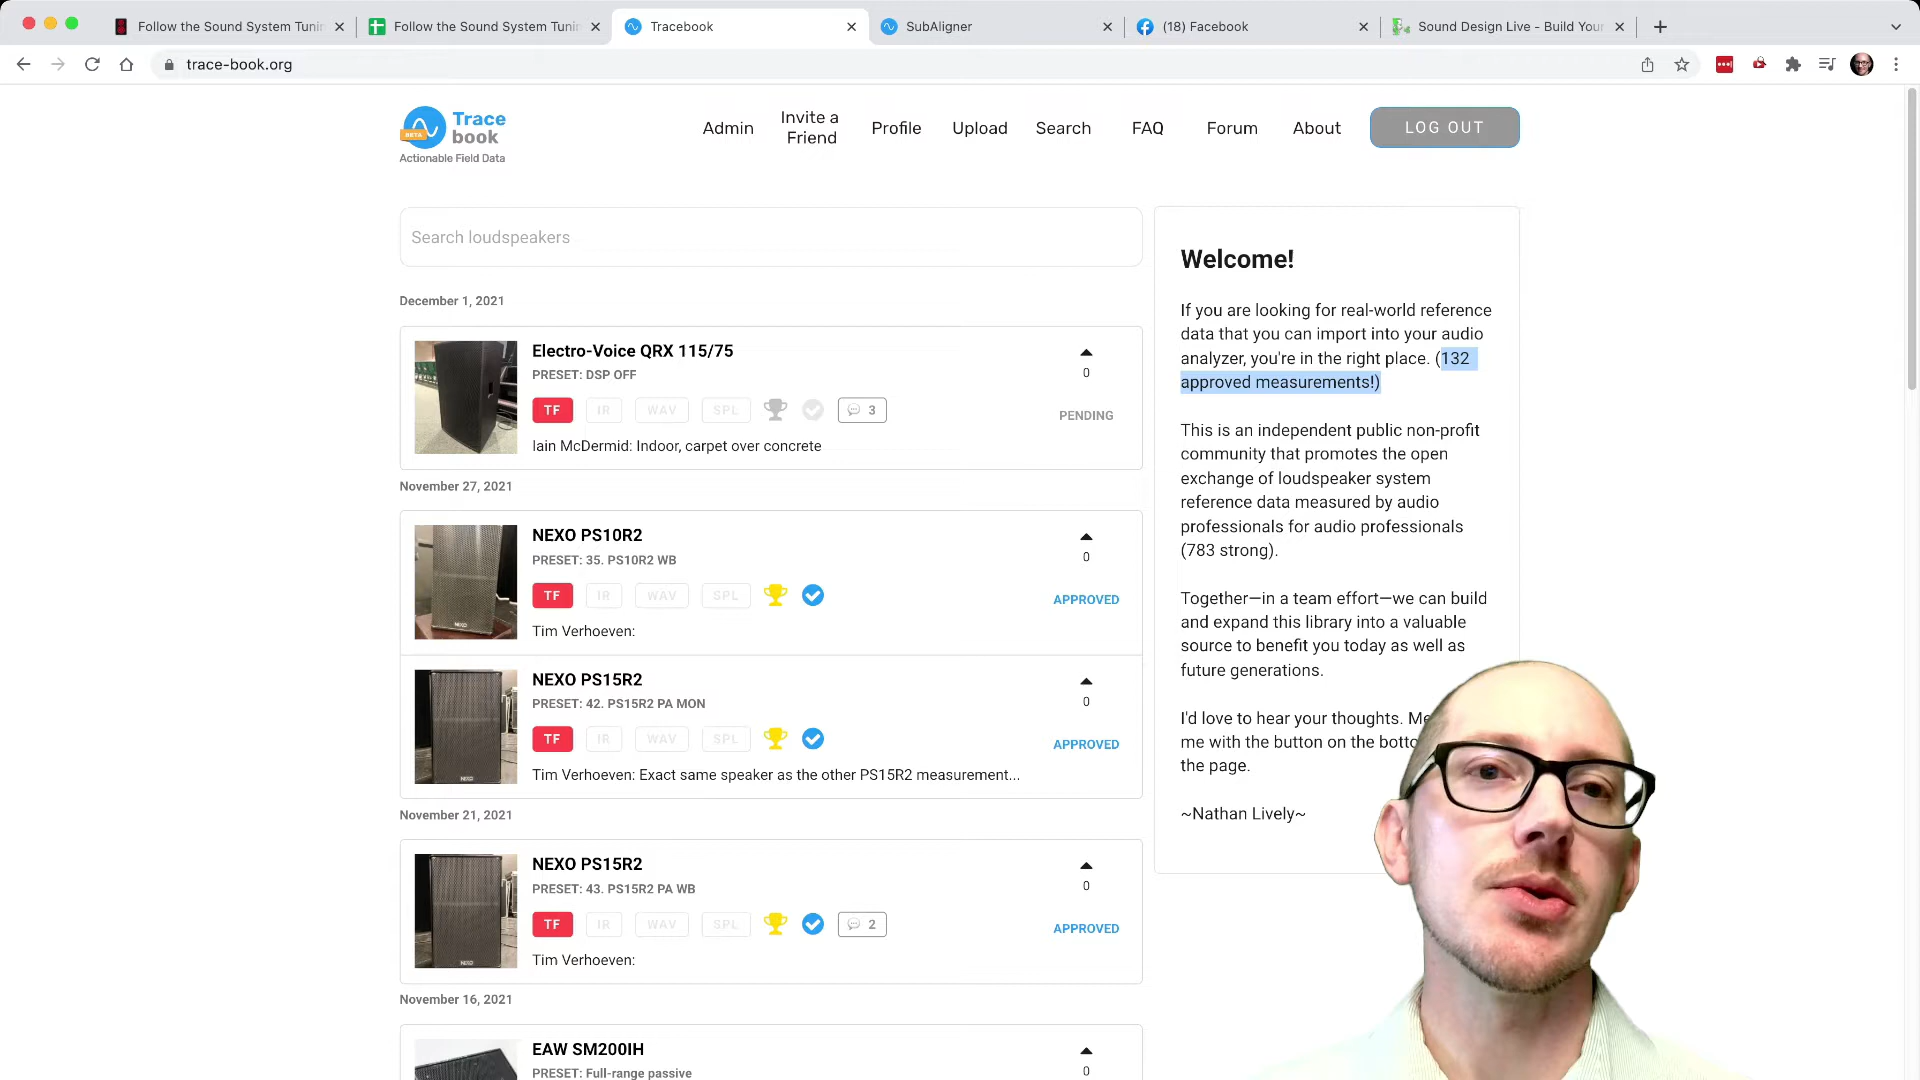 Follow the Sound System Tunin
Follow the Sound System Tunin
Tracebook
SubAligner
(18) Facebook
Sound Design Live - Build Your
trace-book.org
Trace
book
BETA
Actionable Field Data
Admin
Invite a
Friend
Profile
Upload
Search
FAQ
Forum
About
LOG OUT
Search loudspeakers
December 1, 2021
Electro-Voice QRX 115/75
PRESET: DSP OFF
TF IR WAV SPL 3
Iain McDermid: Indoor, carpet over concrete
0
PENDING
November 27, 2021
NEXO PS10R2
PRESET: 35. PS10R2 WB
TF IR WAV SPL
Tim Verhoeven:
0
APPROVED
NEXO
NEXO PS15R2
PRESET: 42. PS15R2 PA MON
TF IR WAV SPL
Tim Verhoeven: Exact same speaker as the other PS15R2 measurement...
0
APPROVED
NEXO
November 21, 2021
NEXO PS15R2
PRESET: 43. PS15R2 PA WB
TF IR WAV SPL 2
Tim Verhoeven:
0
APPROVED
NEXO
November 16, 2021
EAW SM200IH
PRESET: Full-range passive
0
Welcome!
If you are looking for real-world reference
data that you can import into your audio
analyzer, you're in the right place. (132
approved measurements!)
This is an independent public non-profit
community that promotes the open
exchange of loudspeaker system
reference data measured by audio
professionals for audio professionals
(783 strong).
Together—in a team effort—we can build
and expand this library into a valuable
source to benefit you today as well as
future generations.
I'd love to hear your thoughts. Me
me with the button on the botto
the page.
~Nathan Lively~